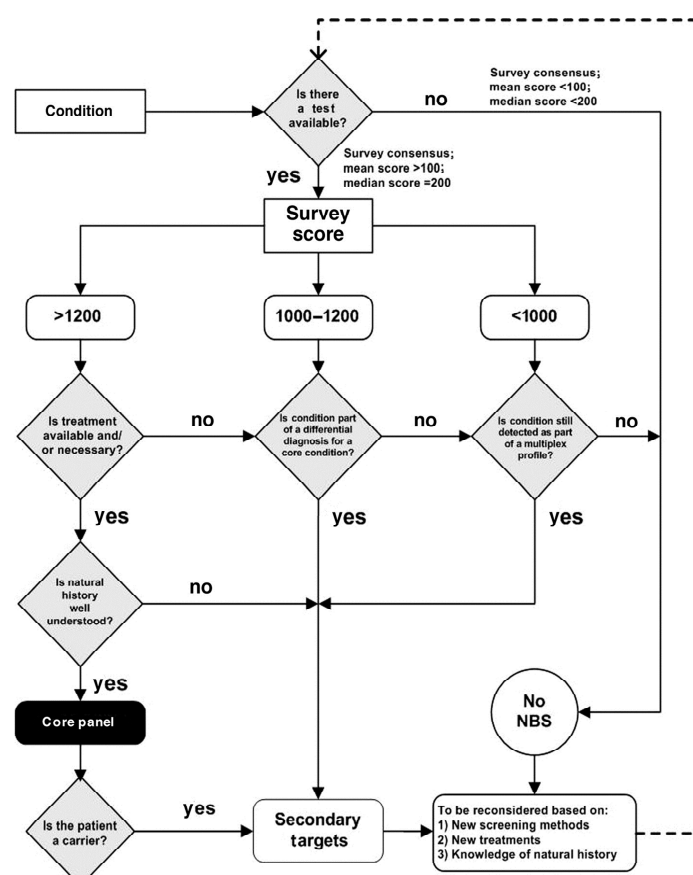 Condition
Is there
a test
available?
no
Survey consensus;
mean score <100;
median score <200
yes
Survey consensus;
mean score >100;
median score =200
Survey
score
>1200
1000–1200
<1000
Is treatment
available and/
or necessary?
no
Is condition part
of a differential
diagnosis for a
core condition?
no
Is condition still
detected as part
of a multiplex
profile?
no
yes
yes
yes
Is natural
history
well
understood?
no
yes
Core panel
No
NBS
Is the patient
a carrier?
yes
Secondary
targets
To be reconsidered based on:
1) New screening methods
2) New treatments
3) Knowledge of natural history